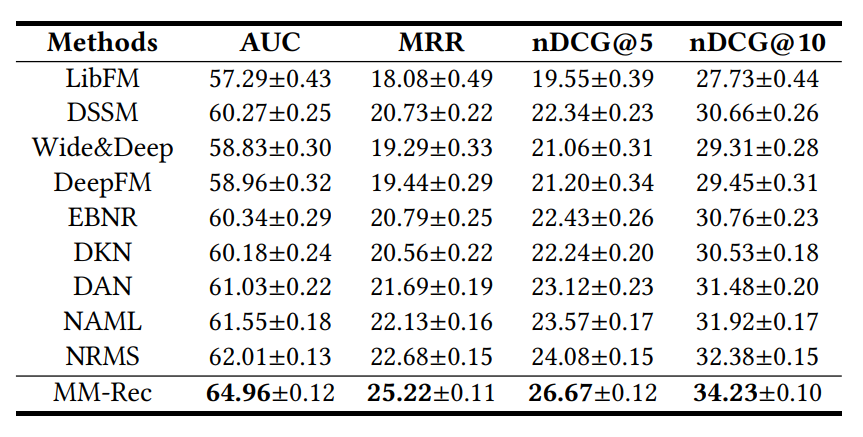 Methods AUC MRR nDCG@5 nDCG@10
LibFM 57.29±0.43 18.08±0.49 19.55±0.39 27.73±0.44
DSSM 60.27±0.25 20.73±0.22 22.34±0.23 30.66±0.26
Wide&Deep 58.83±0.30 19.29±0.33 21.06±0.31 29.31±0.28
DeepFM 58.96±0.32 19.44±0.29 21.20±0.34 29.45±0.31
EBNR 60.34±0.29 20.79±0.25 22.43±0.26 30.76±0.23
DKN 60.18±0.24 20.56±0.22 22.24±0.20 30.53±0.18
DAN 61.03±0.22 21.69±0.19 23.12±0.23 31.48±0.20
NAML 61.55±0.18 22.13±0.16 23.57±0.17 31.92±0.17
NRMS 62.01±0.13 22.68±0.15 24.08±0.15 32.38±0.15
MM-Rec 64.96±0.12 25.22±0.11 26.67±0.12 34.23±0.10